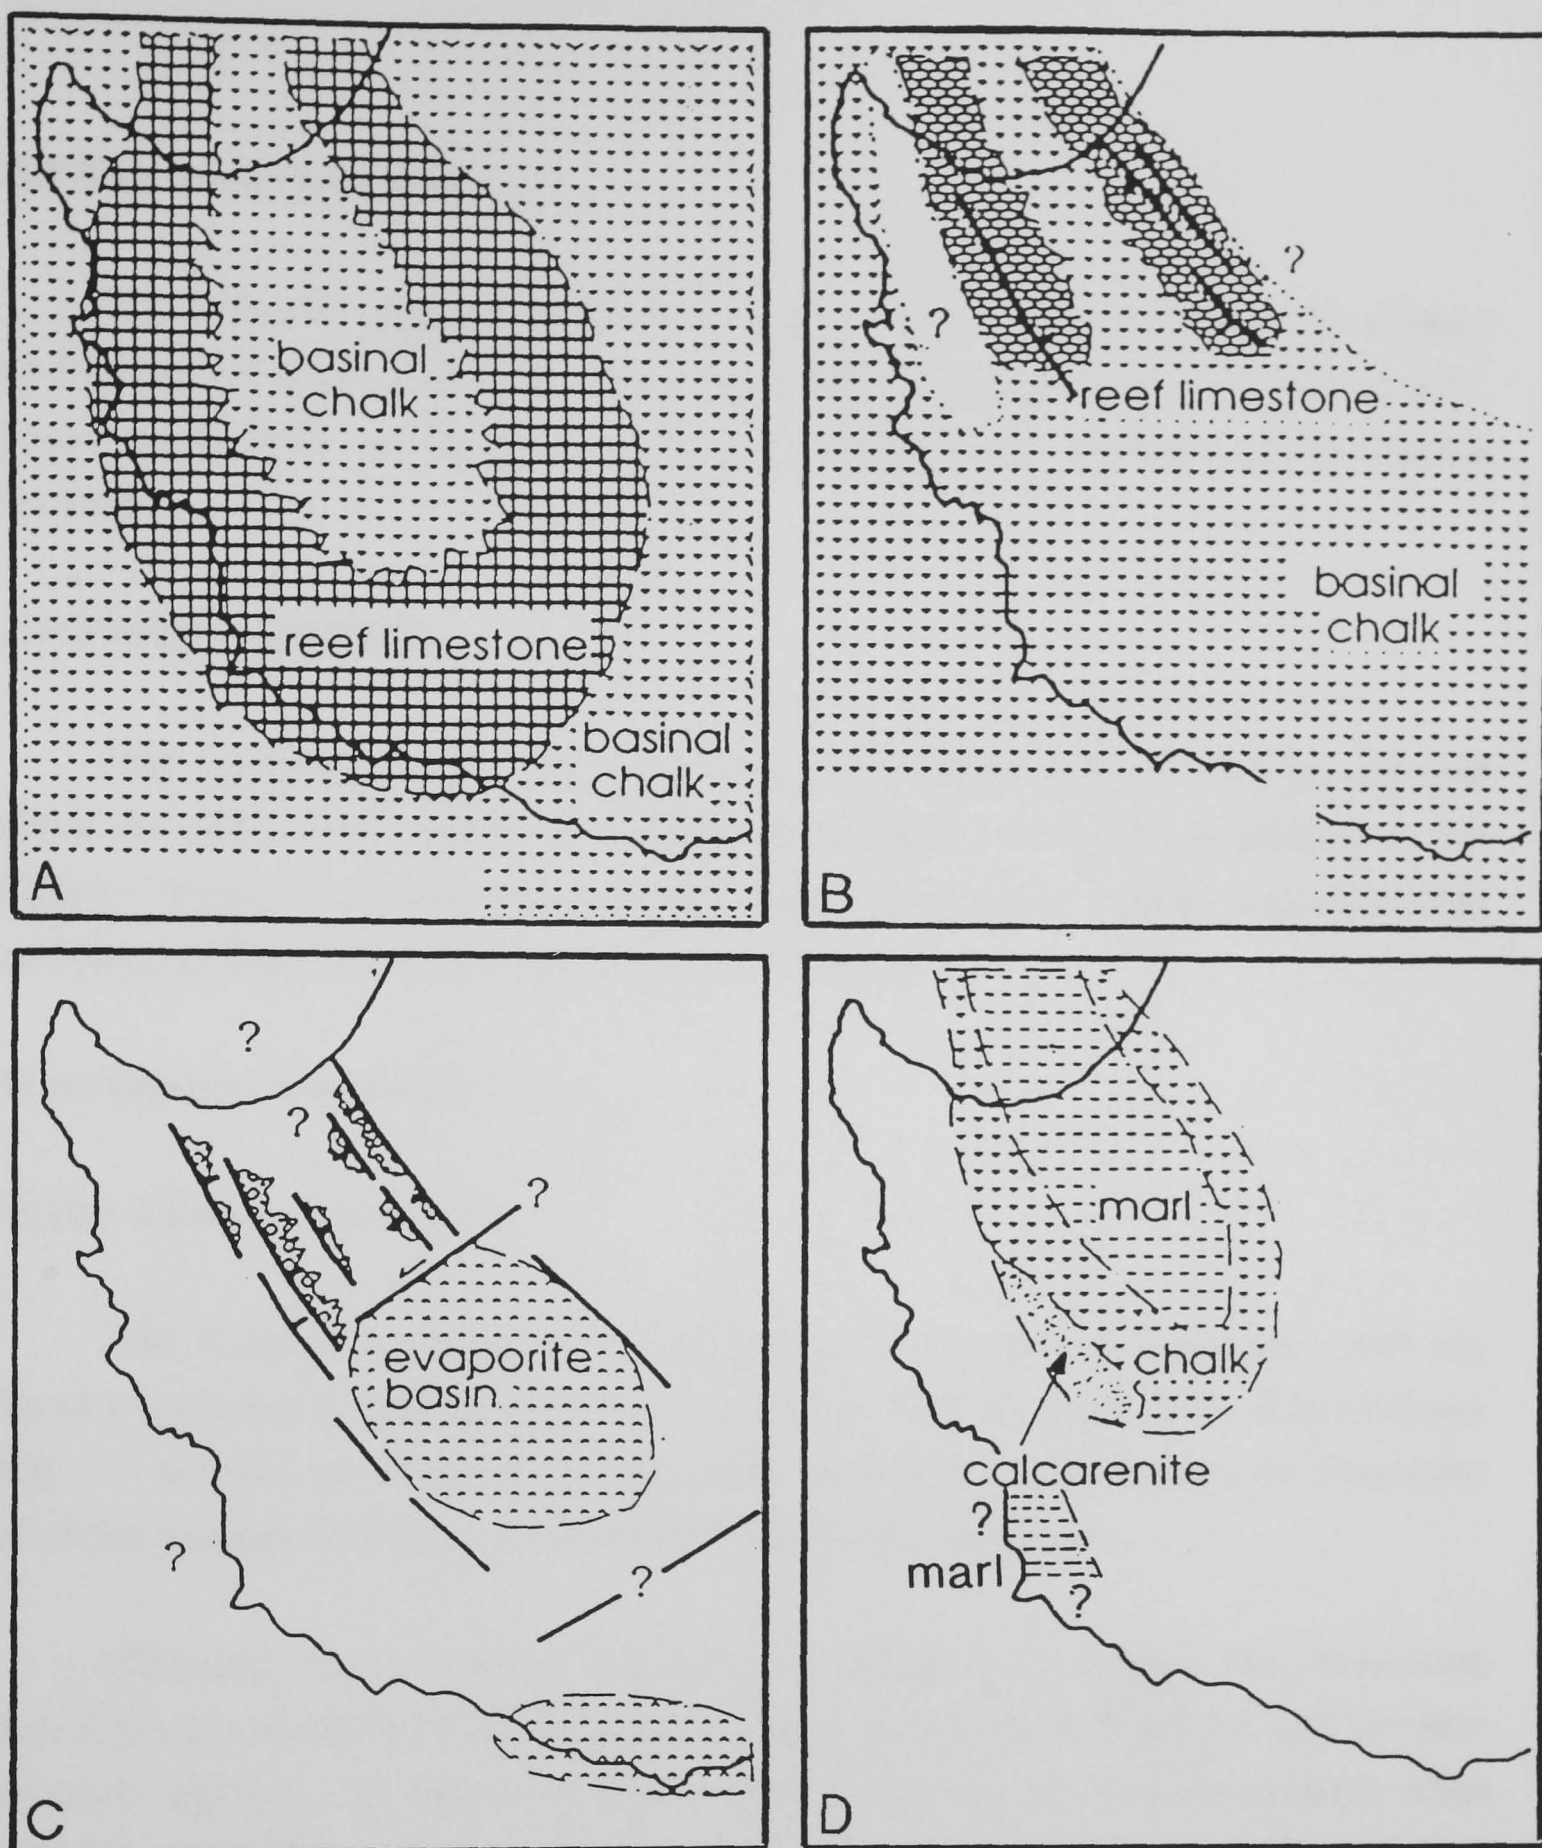 basinal
chalk
reef limestone
basinal
chalk
A
?
?
reef limestone
basinal
chalk
B
?
?
?
evaporite
basin
?
?
C
marl
chalk
calcarenite
?
marl
?
D